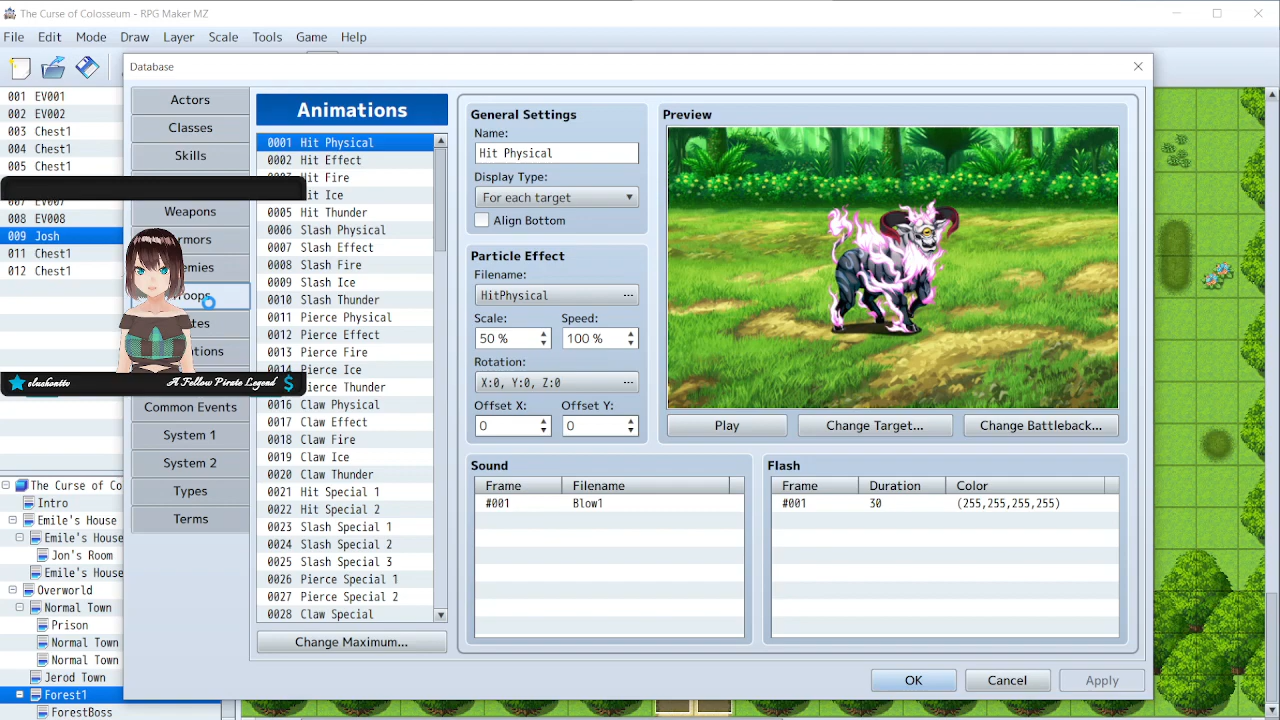 The Curse of Colosseum - RPG Maker MZ
File Edit Mode Draw Layer Scale Tools Game Help
Database
001 EV001
002 EV002
003 Chest1
004 Chest1
005 Chest1
008 EV008
009 Josh
011 Chest1
012 Chest1
Actors
Classes
Skills
Weapons
Common Events
System 1
System 2
Types
Terms
slushontv
A Fellow Pirate Legend $
Animations
0001 Hit Physical
0002 Hit Effect
Hit Fire
Hit Ice
0005 Hit Thunder
0006 Slash Physical
0007 Slash Effect
0008 Slash Fire
0009 Slash Ice
0010 Slash Thunder
0011 Pierce Physical
0012 Pierce Effect
0013 Pierce Fire
0014 Pierce Ice
Pierce Thunder
0016 Claw Physical
0017 Claw Effect
0018 Claw Fire
0019 Claw Ice
0020 Claw Thunder
0021 Hit Special 1
0022 Hit Special 2
0023 Slash Special 1
0024 Slash Special 2
0025 Slash Special 3
0026 Pierce Special 1
0027 Pierce Special 2
0028 Claw Special
Change Maximum...
General Settings
Name:
Hit Physical
Display Type:
For each target
Align Bottom
Particle Effect
Filename:
HitPhysical ...
Scale: Speed:
50 % 100 %
Rotation:
X:0, Y:0, Z:0 ...
Offset X: Offset Y:
0 0
Preview
Play Change Target... Change Battleback...
Sound
Frame Filename
#001 Blow1
Flash
Frame Duration Color
#001 30 (255,255,255,255)
OK Cancel Apply
The Curse of Co
Intro
Emile's House
Emile's House
Jon's Room
Emile's House
Overworld
Normal Town
Prison
Normal Town
Normal Town
Jerod Town
Forest1
ForestBoss